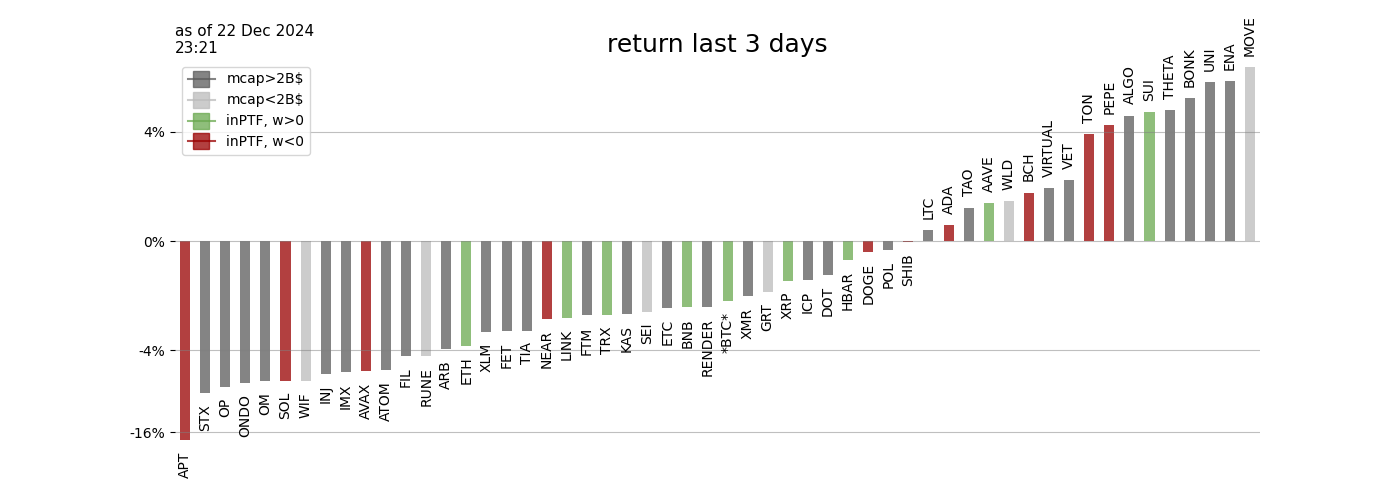 as of 22 Dec 2024
23:21
return last 3 days
mcap>2B$
mcap<2B$
inPTF, w>0
inPTF, w<0
4%
0%
-4%
-16%
APT
STX
OP
ONDO
OM
SOL
WIF
INJ
IMX
AVAX
ATOM
FIL
RUNE
ARB
ETH
XLM
FET
TIA
NEAR
LINK
FTM
TRX
KAS
SEI
ETC
BNB
RENDER
*BTC*
XMR
GRT
XRP
ICP
DOT
HBAR
DOGE
POL
SHIB
LTC
ADA
TAO
AAVE
WLD
BCH
VIRTUAL
VET
TON
PEPE
ALGO
SUI
THETA
BONK
UNI
ENA
MOVE